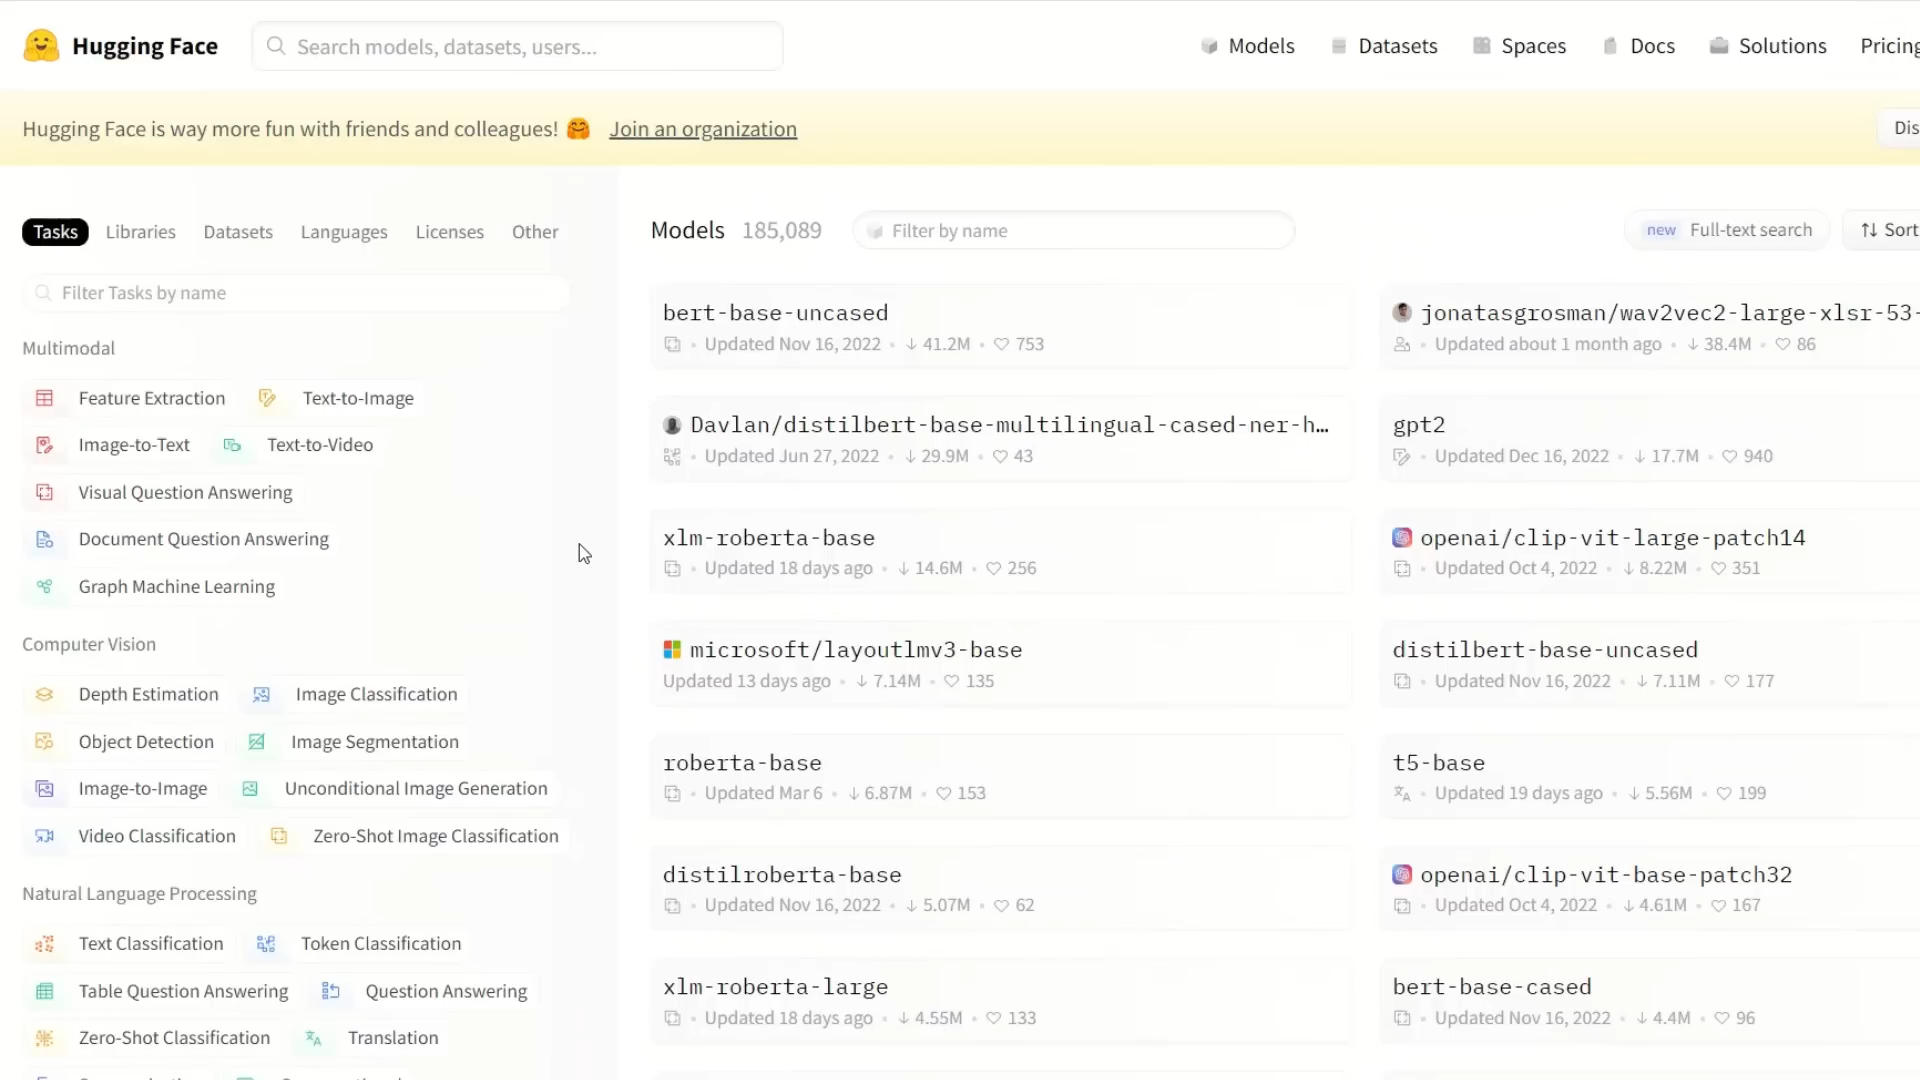 Hugging Face
Search models, datasets, users...
Models
Datasets
Spaces
Docs
Solutions
Pricing
Hugging Face is way more fun with friends and colleagues! 🤗 Join an organization
Dis
Tasks
Libraries
Datasets
Languages
Licenses
Other
Filter Tasks by name
Multimodal
Feature Extraction
Text-to-Image
Image-to-Text
Text-to-Video
Visual Question Answering
Document Question Answering
Graph Machine Learning
Computer Vision
Depth Estimation
Image Classification
Object Detection
Image Segmentation
Image-to-Image
Unconditional Image Generation
Video Classification
Zero-Shot Image Classification
Natural Language Processing
Text Classification
Token Classification
Table Question Answering
Question Answering
Zero-Shot Classification
Translation
Models 185,089
Filter by name
new Full-text search
↑↓ Sort
bert-base-uncased
• Updated Nov 16, 2022 • ↓ 41.2M • ♡ 753
jonatasgrosman/wav2vec2-large-xlsr-53-
• Updated about 1 month ago • ↓ 38.4M • ♡ 86
Davlan/distilbert-base-multilingual-cased-ner-h…
• Updated Jun 27, 2022 • ↓ 29.9M • ♡ 43
gpt2
• Updated Dec 16, 2022 • ↓ 17.7M • ♡ 940
xlm-roberta-base
• Updated 18 days ago • ↓ 14.6M • ♡ 256
openai/clip-vit-large-patch14
• Updated Oct 4, 2022 • ↓ 8.22M • ♡ 351
microsoft/layoutlmv3-base
Updated 13 days ago • ↓ 7.14M • ♡ 135
distilbert-base-uncased
• Updated Nov 16, 2022 • ↓ 7.11M • ♡ 177
roberta-base
• Updated Mar 6 • ↓ 6.87M • ♡ 153
t5-base
• Updated 19 days ago • ↓ 5.56M • ♡ 199
distilroberta-base
• Updated Nov 16, 2022 • ↓ 5.07M • ♡ 62
openai/clip-vit-base-patch32
• Updated Oct 4, 2022 • ↓ 4.61M • ♡ 167
xlm-roberta-large
• Updated 18 days ago • ↓ 4.55M • ♡ 133
bert-base-cased
• Updated Nov 16, 2022 • ↓ 4.4M • ♡ 96